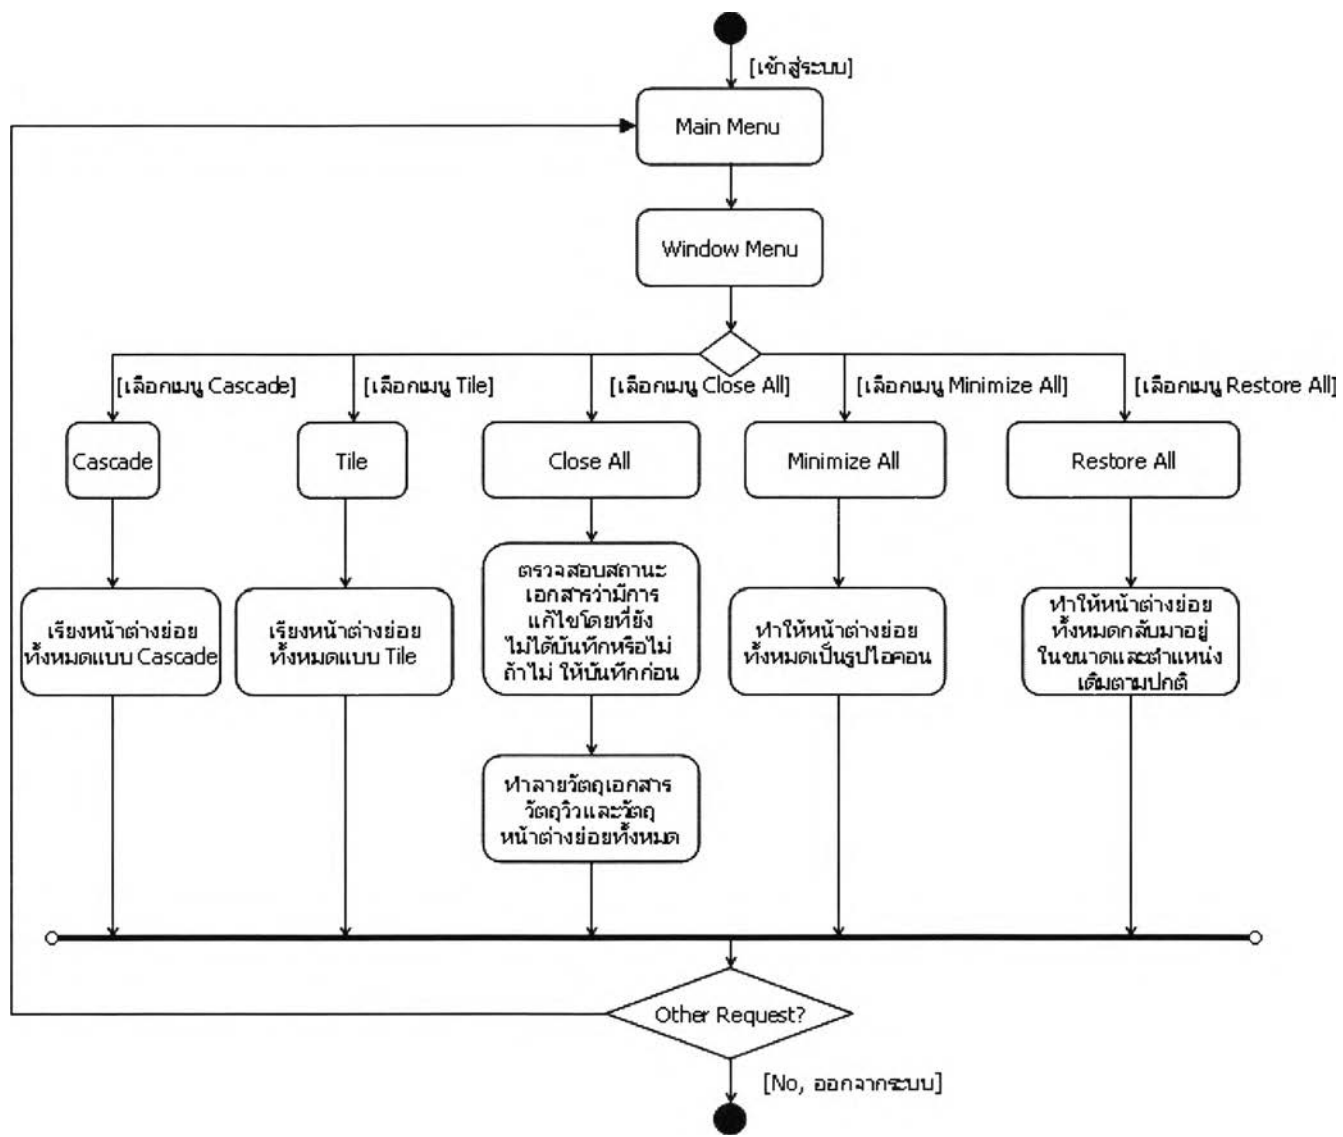 [เข้าสู่ระบบ]
Main Menu
Window Menu
[เลือกเมนู Cascade]
[เลือกเมนู Tile]
[เลือกเมนู Close All]
[เลือกเมนู Minimize All]
[เลือกเมนู Restore All]
Cascade
Tile
Close All
Minimize All
Restore All
เรียงหน้าต่างย่อย
ทั้งหมดแบบ Cascade
เรียงหน้าต่างย่อย
ทั้งหมดแบบ Tile
ตรวจสอบสถานะ
เอกสารว่ามีการ
แก้ไขโดยที่ยัง
ไม่ได้บันทึกหรือไม่
ถ้าไม่ ให้บันทึกก่อน
ทำให้หน้าต่างย่อย
ทั้งหมดเป็นรูปไอคอน
ทำให้หน้าต่างย่อย
ทั้งหมดกลับมาอยู่
ในขนาดและตำแหน่ง
เดิมตามปกติ
ทำลายวัตถุเอกสาร
วัตถุวิวและวัตถุ
หน้าต่างย่อยทั้งหมด
Other Request?
[No, ออกจากระบบ]